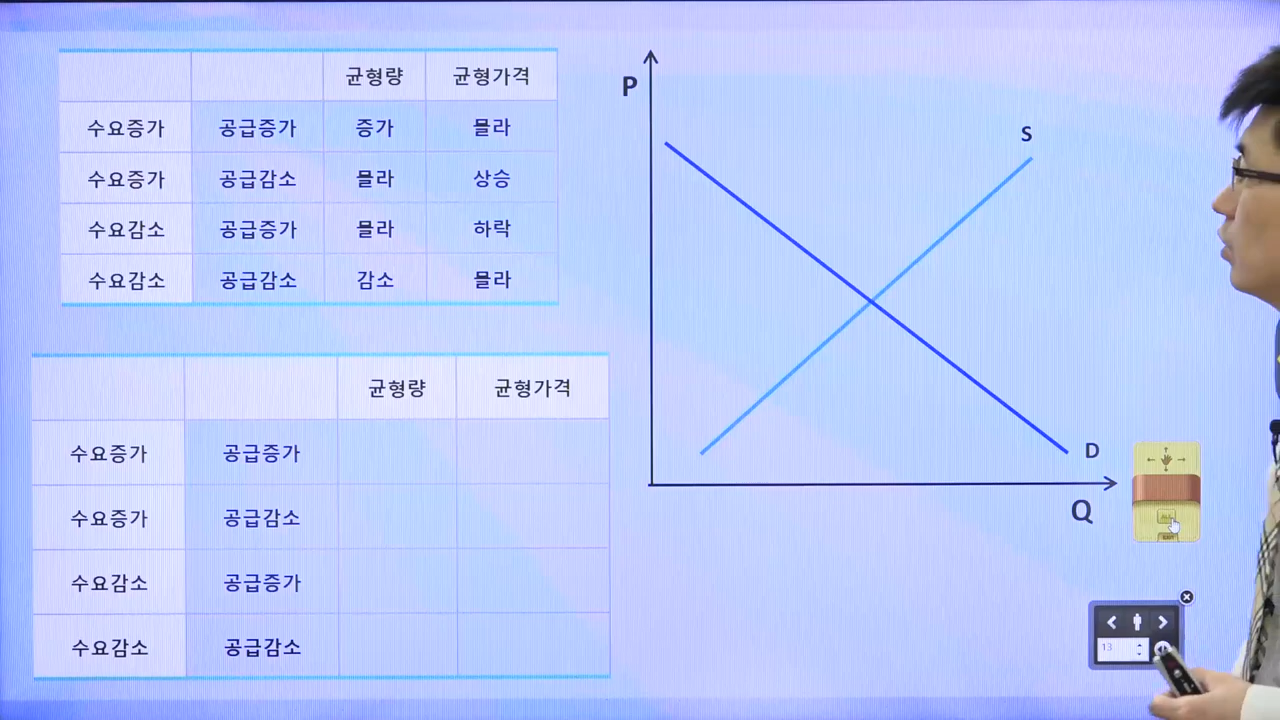 균형량 균형가격
수요증가 공급증가 증가 몰라
수요증가 공급감소 몰라 상승
수요감소 공급증가 몰라 하락
수요감소 공급감소 감소 몰라
균형량 균형가격
수요증가 공급증가
수요증가 공급감소
수요감소 공급증가
수요감소 공급감소
P
S
D
Q
13